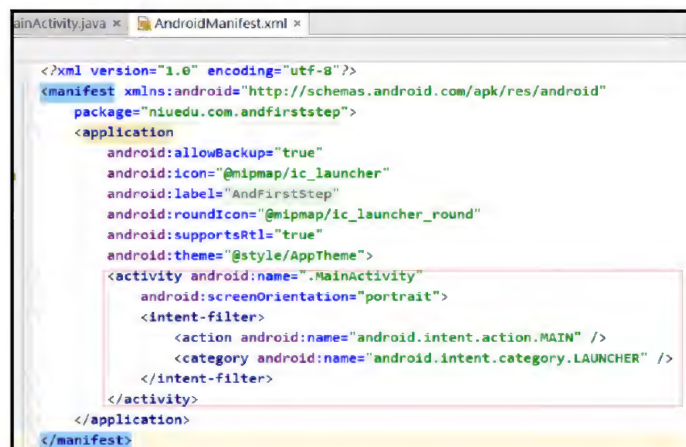 ainActivity.java × AndroidManifest.xml ×
<?xml version="1.0" encoding="utf-8"?>
<manifest xmlns:android="http://schemas.android.com/apk/res/android"
package="niuedu.com.andfirststep">
<application
android:allowBackup="true"
android:icon="@mipmap/ic_launcher"
android:label="AndFirstStep"
android:roundIcon="@mipmap/ic_launcher_round"
android:supportsRtl="true"
android:theme="@style/AppTheme">
<activity android:name=".MainActivity"
android:screenOrientation="portrait">
<intent-filter>
<action android:name="android.intent.action.MAIN" />
<category android:name="android.intent.category.LAUNCHER" />
</intent-filter>
</activity>
</application>
</manifest>